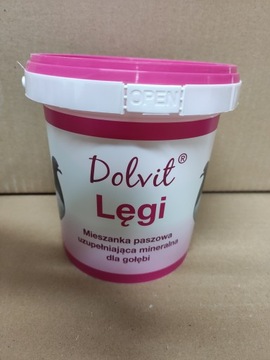 OPEN
Dolvit®
Lęgi
Mieszanka paszowa
uzupełniająca mineralna
dla gołębi